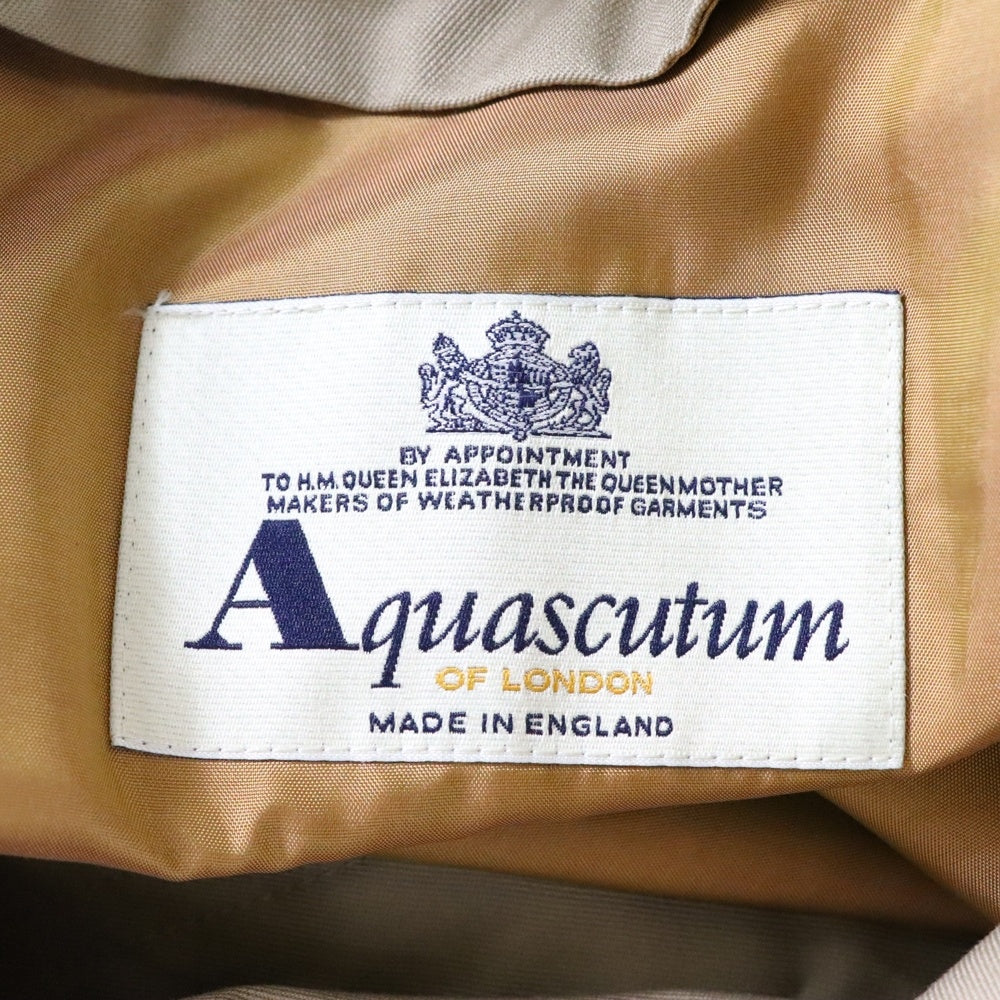 BY APPOINTMENT
TO H.M. QUEEN ELIZABETH THE QUEEN MOTHER
MAKERS OF WEATHERPROOF GARMENTS
Aquascutum
OF LONDON
MADE IN ENGLAND